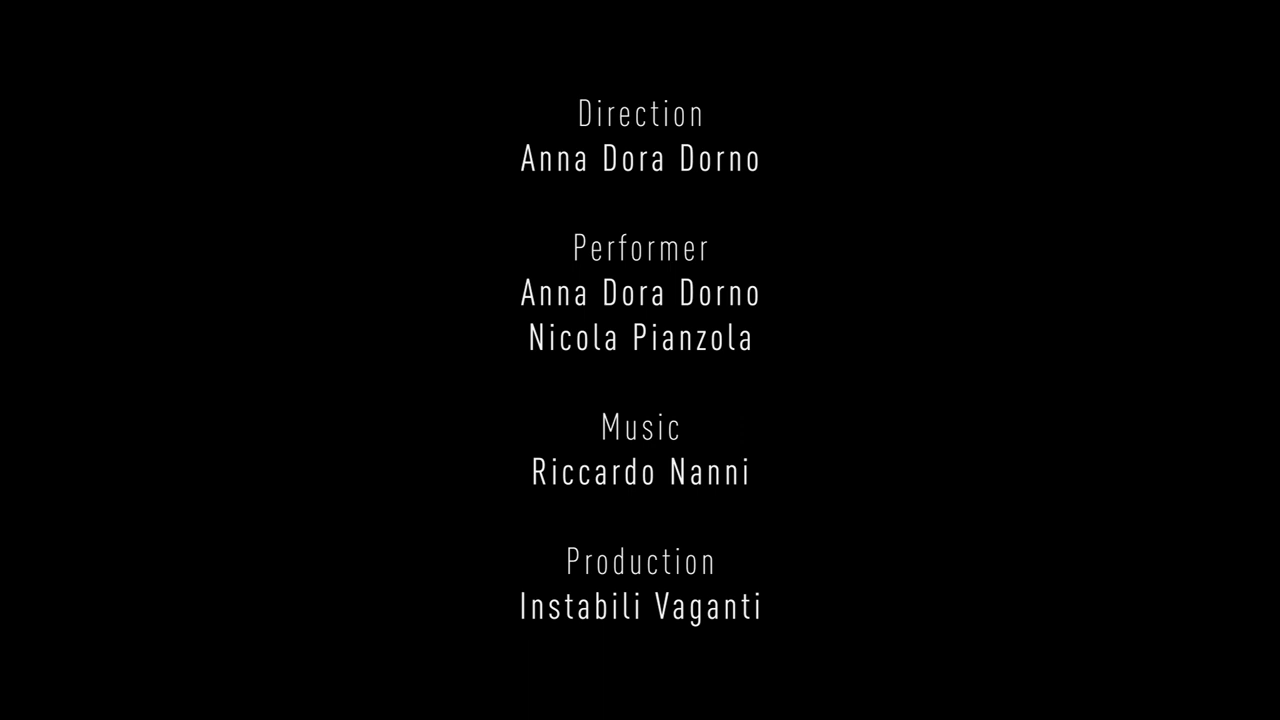 Direction
Anna Dora Dorno
Performer
Anna Dora Dorno
Nicola Pianzola
Music
Riccardo Nanni
Production
Instabili Vaganti